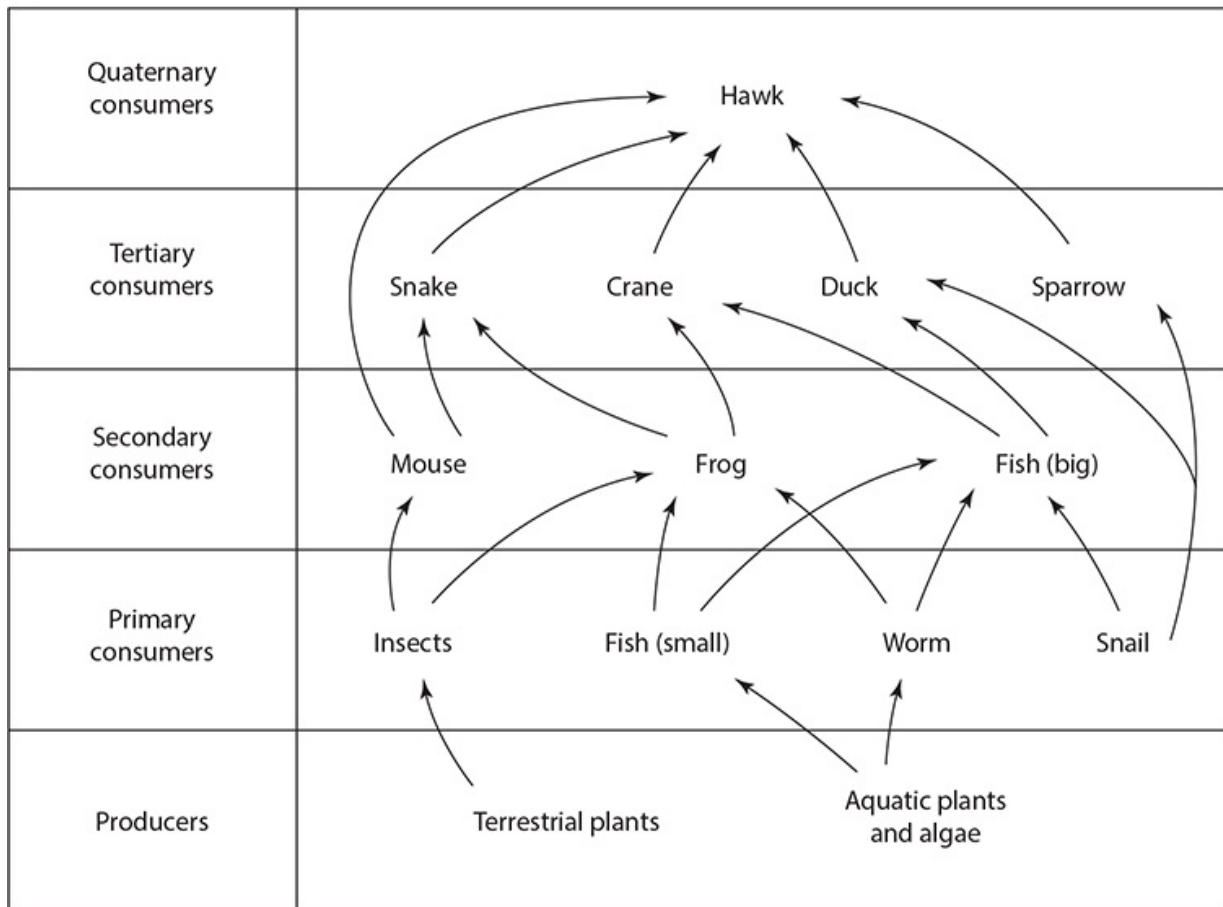 Quaternary
consumers
Hawk
Tertiary
consumers
Snake
Crane
Duck
Sparrow
Secondary
consumers
Mouse
Frog
Fish (big)
Primary
consumers
Insects
Fish (small)
Worm
Snail
Producers
Terrestrial plants
Aquatic plants
and algae